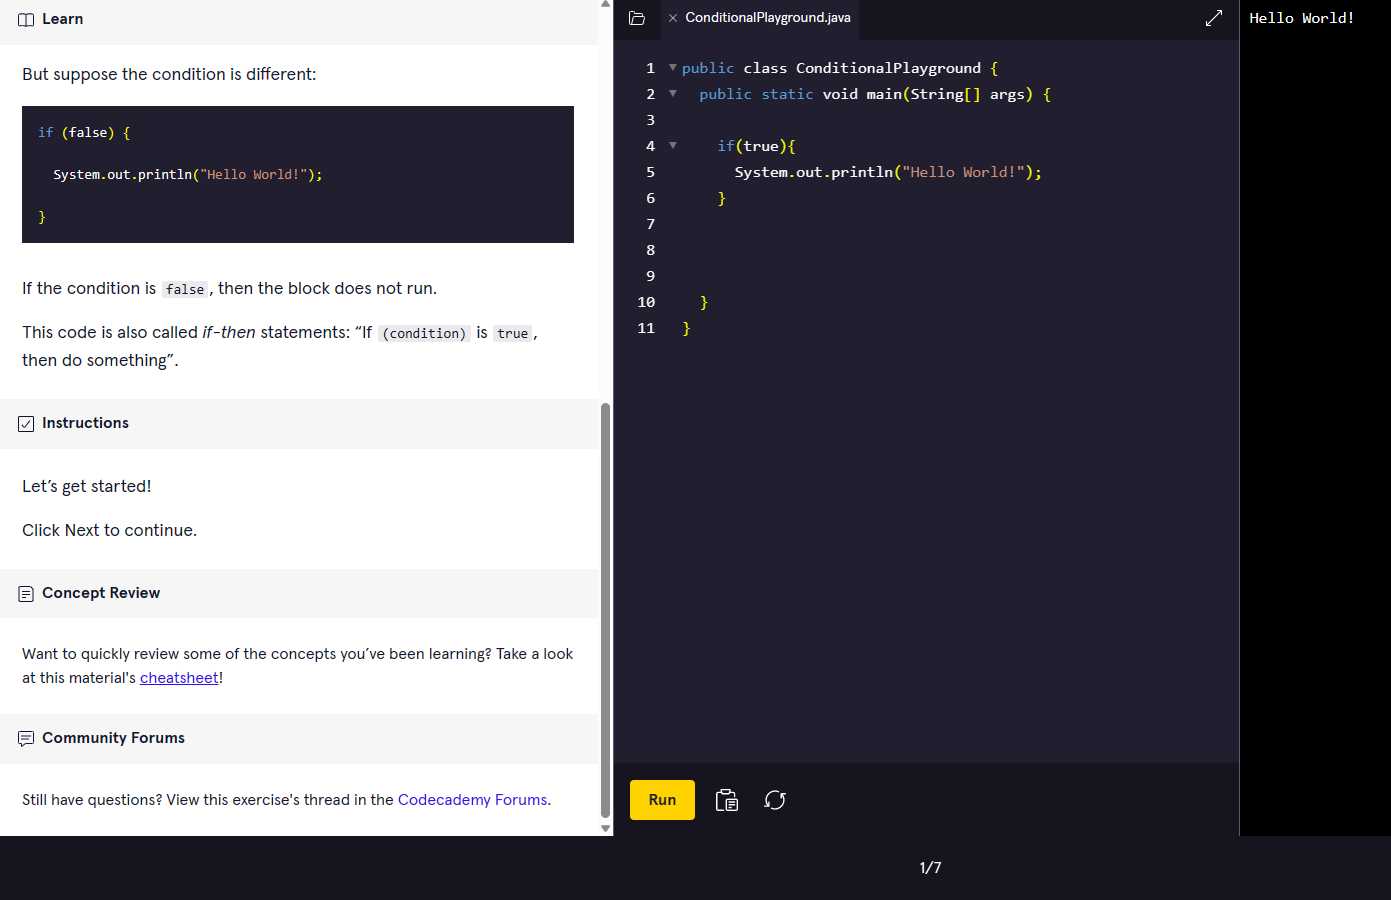 Learn
But suppose the condition is different:
if (false) {
System.out.println("Hello World!");
}
If the condition is false, then the block does not run.
This code is also called if-then statements: “If (condition) is true,
then do something”.
Instructions
Let’s get started!
Click Next to continue.
Concept Review
Want to quickly review some of the concepts you’ve been learning? Take a look
at this material's cheatsheet!
Community Forums
Still have questions? View this exercise's thread in the Codecademy Forums.
ConditionalPlayground.java
1 public class ConditionalPlayground {
2 public static void main(String[] args) {
3
4 if(true){
5 System.out.println("Hello World!");
6 }
7
8
9
10 }
11 }
Run
Hello World!
1/7